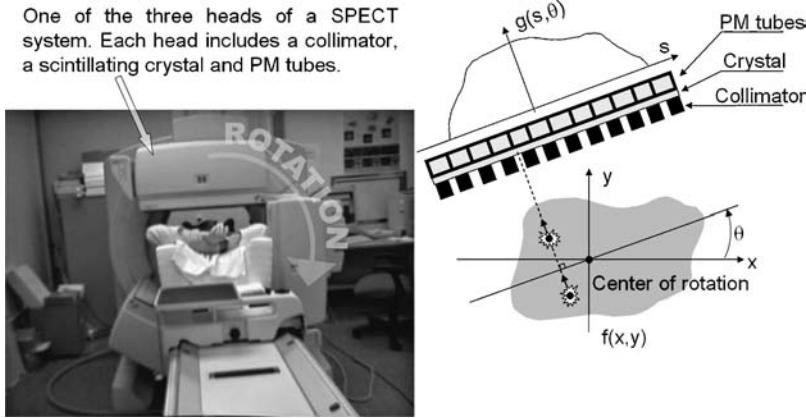 One of the three heads of a SPECT
system. Each head includes a collimator,
a scintillating crystal and PM tubes.
ROTATION
g(s,θ)
s
PM tubes
Crystal
Collimator
y
θ
x
Center of rotation
f(x,y)